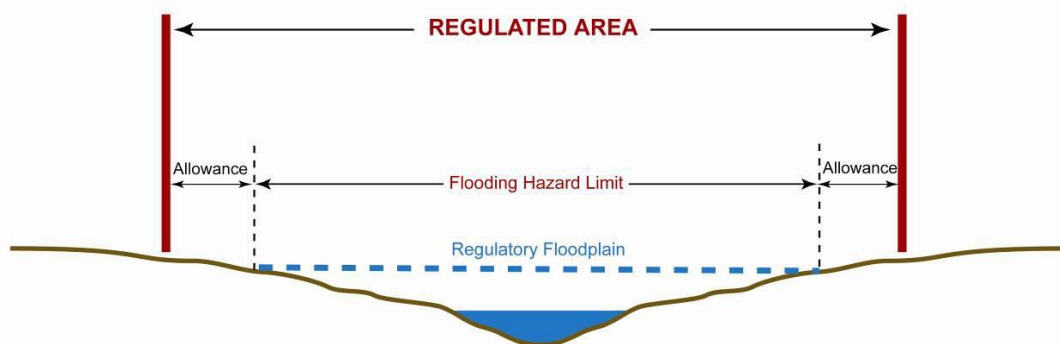 REGULATED AREA
Allowance
Allowance
Flooding Hazard Limit
Regulatory Floodplain